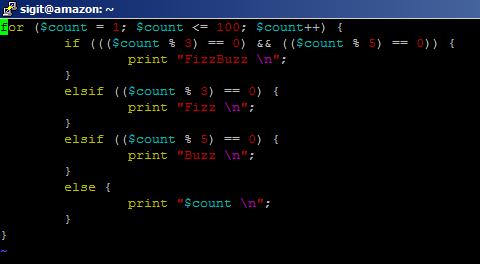 sigit@amazon: ~
for ($count = 1; $count <= 100; $count++) {
        if ((($count % 3) == 0) && (($count % 5) == 0)) {
                print "FizzBuzz \n";
        }
        elsif (($count % 3) == 0) {
                print "Fizz \n";
        }
        elsif (($count % 5) == 0) {
                print "Buzz \n";
        }
        else {
                print "$count \n";
        }
}
~